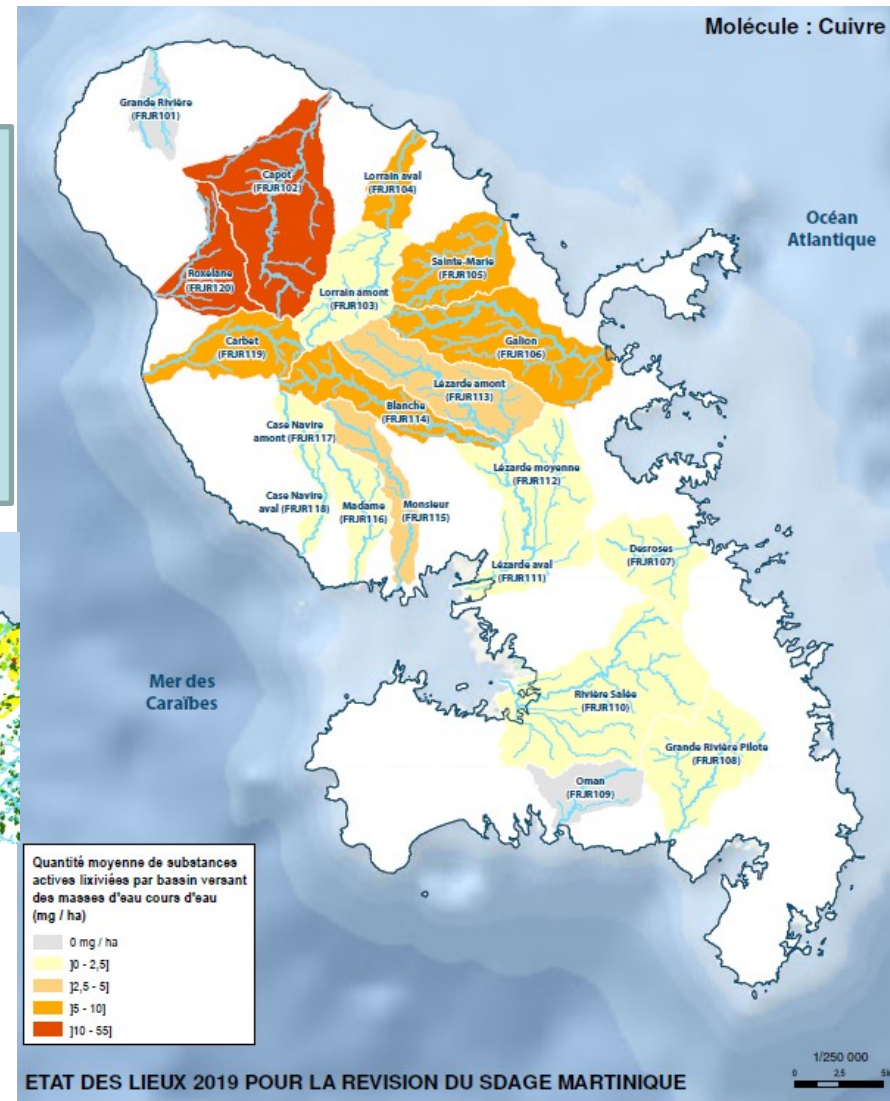 Molécule : Cuivre
Grande Rivière
(FRJR101)
Capot
(FRJR102)
Lorrain aval
(FRJR104)
Océan
Atlantique
Sainte-Marie
(FRJR105)
Roxelane
(FRJR120)
Lorrain amont
(FRJR103)
Carbet
(FRJR119)
Galion
(FRJR106)
Lézarde amont
(FRJR113)
Blanche
(FRJR114)
Case Navire
amont (FRJR117)
Lézarde moyenne
(FRJR112)
Case Navire
aval (FRJR118)
Madame
(FRJR116)
Monsieur
(FRJR115)
Desroses
(FRJR107)
Lézarde aval
(FRJR111)
Mer des
Caraïbes
Rivière Salée
(FRJR110)
Grande Rivière Pilote
(FRJR108)
Oman
(FRJR109)
Quantité moyenne de substances
actives lixiviées par bassin versant
des masses d'eau cours d'eau
(mg / ha)
0 mg / ha
]0 - 2,5]
]2,5 - 5]
]5 - 10]
]10 - 55]
1/250 000
0 2,5 5k
ETAT DES LIEUX 2019 POUR LA REVISION DU SDAGE MARTINIQUE